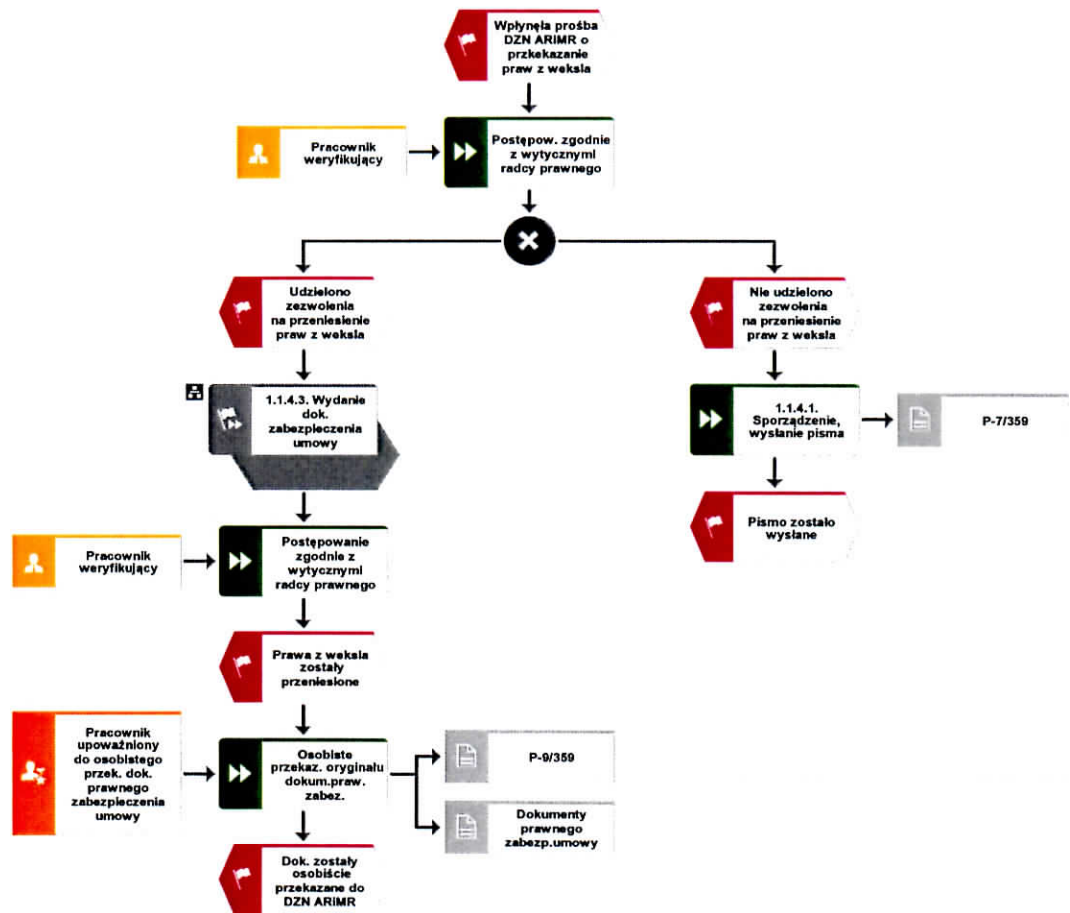 Wpłynęła prośba
DZN ARiMR o
przkekazanie
praw z weksla
Pracownik
weryfikujący
Postępow. zgodnie
z wytycznymi
radcy prawnego
Udzielono
zezwolenia
na przeniesienie
praw z weksla
Nie udzielono
zezwolenia
na przeniesienie
praw z weksla
1.1.4.3. Wydanie
dok.
zabezpieczenia
umowy
1.1.4.1.
Sporządzenie,
wysłanie pisma
P-7/359
Pismo zostało
wysłane
Pracownik
weryfikujący
Postępowanie
zgodnie z
wytycznymi
radcy prawnego
Prawa z weksla
zostały
przeniesione
Pracownik
upoważniony
do osobistego
przek. dok.
prawnego
zabezpieczenia
umowy
Osobiste
przekaz. oryginału
dokum.praw.
zabez.
P-9/359
Dokumenty
prawnego
zabezp.umowy
Dok. zostały
osobiście
przekazane do
DZN ARiMR